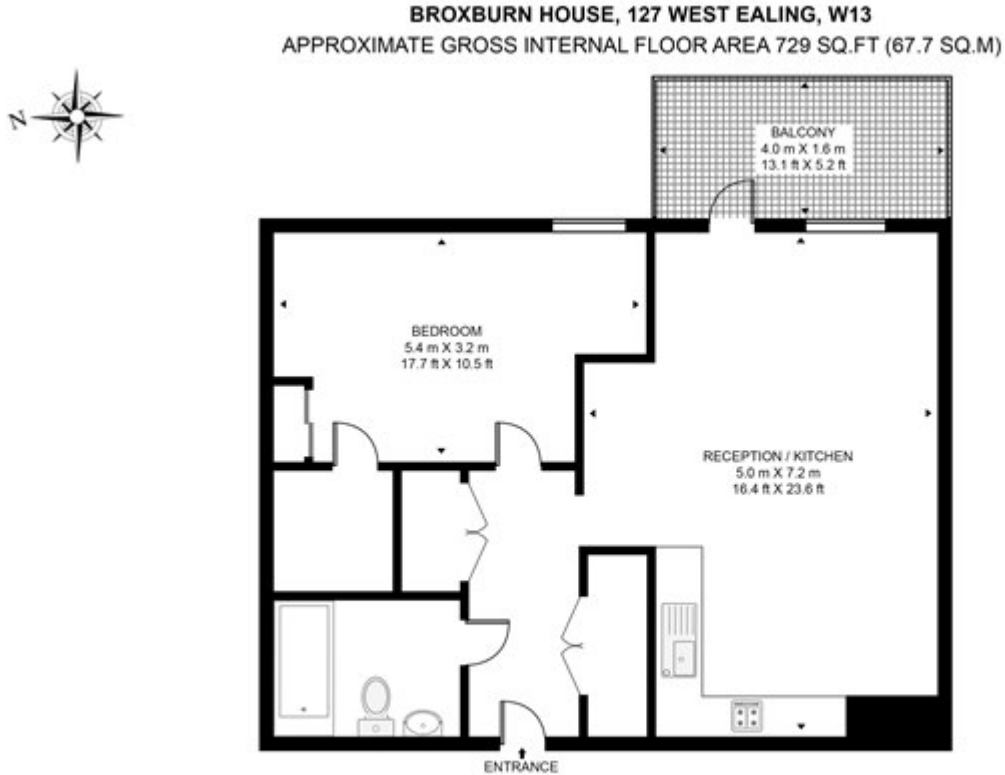 BROXBURN HOUSE, 127 WEST EALING, W13
APPROXIMATE GROSS INTERNAL FLOOR AREA 729 SQ.FT (67.7 SQ.M)
N
BALCONY
4.0 m X 1.6 m
13.1 ft X 5.2 ft
BEDROOM
5.4 m X 3.2 m
17.7 ft X 10.5 ft
RECEPTION / KITCHEN
5.0 m X 7.2 m
16.4 ft X 23.6 ft
ENTRANCE